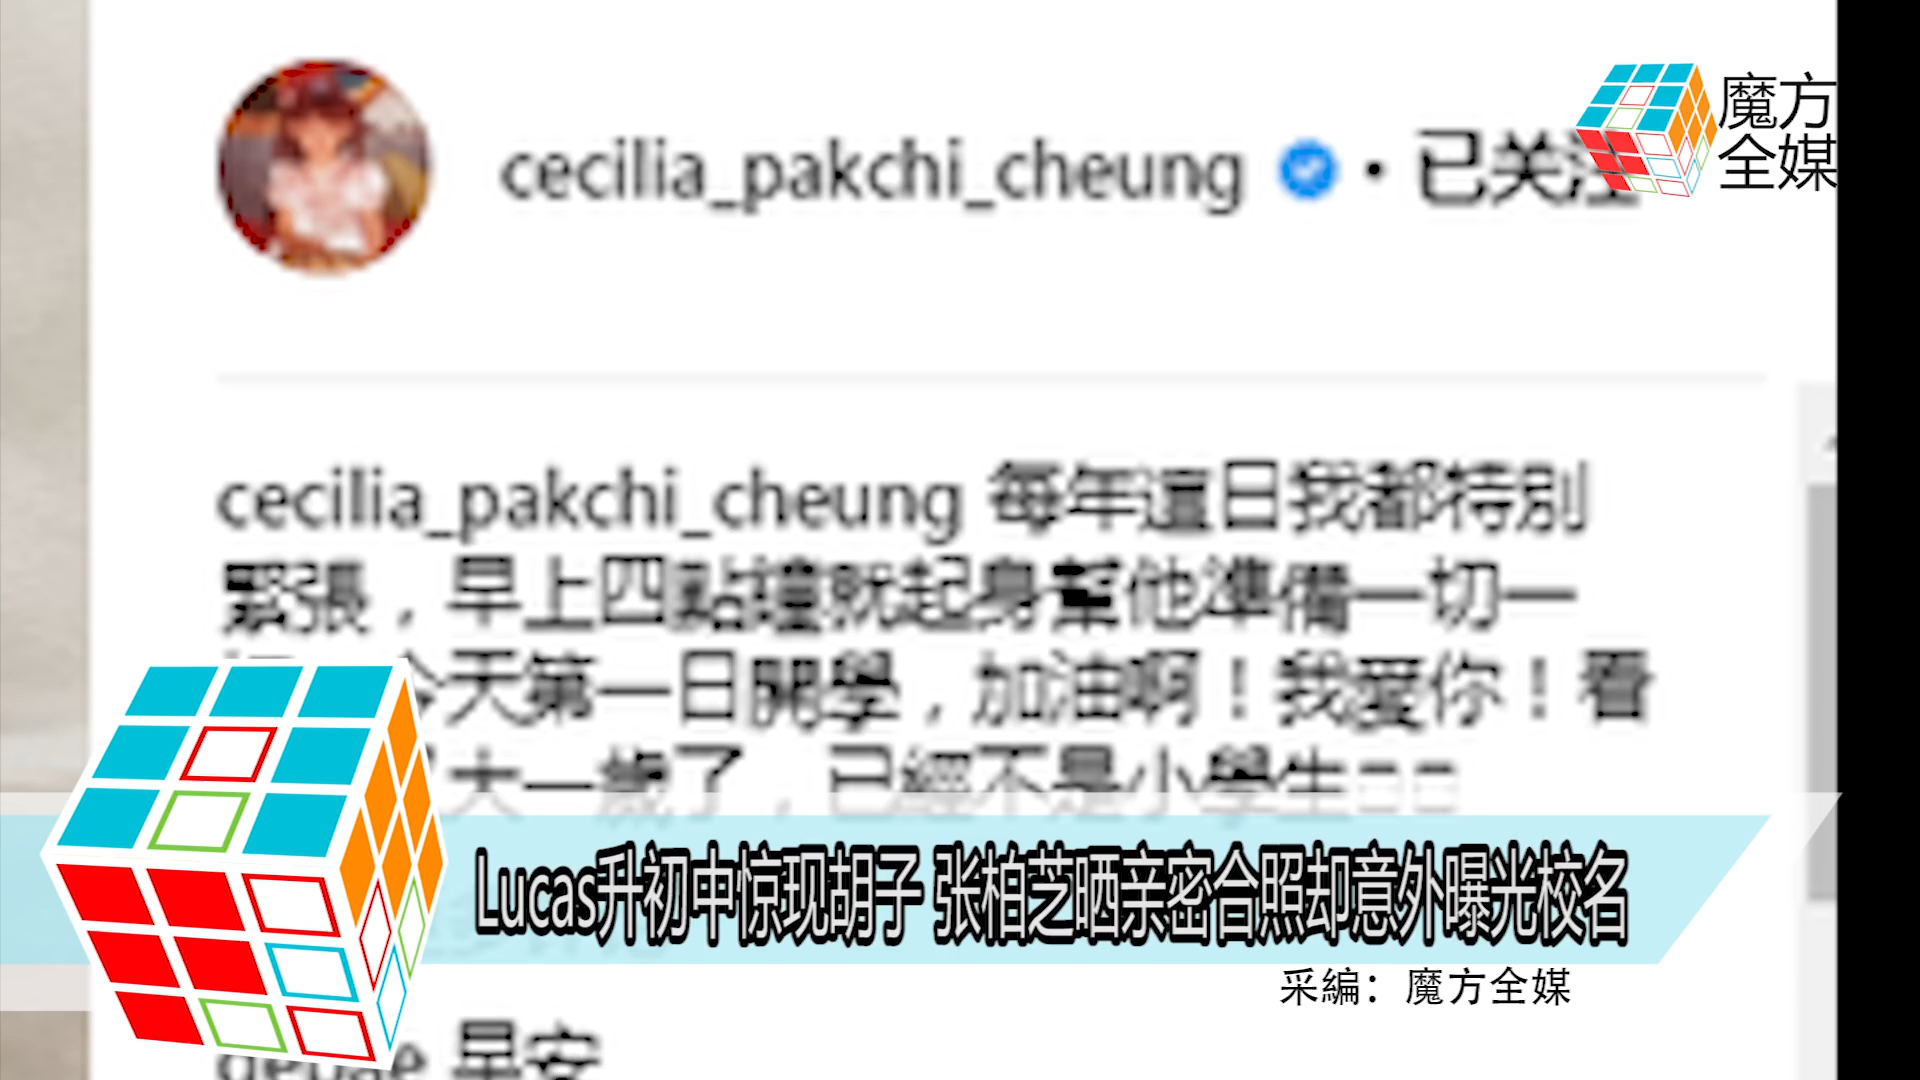 cecilia_pakchi_cheung • 已关注
魔方
全媒
cecilia_pakchi_cheung 每年這日我都特別
緊張，早上四點鐘就起身幫他準備一切一
今天第一日開學，加油啊！我愛你！看
大一歲了，已經不是小學生
Lucas升初中惊现胡子 张柏芝晒亲密合照却意外曝光校名
采編：魔方全媒
早安